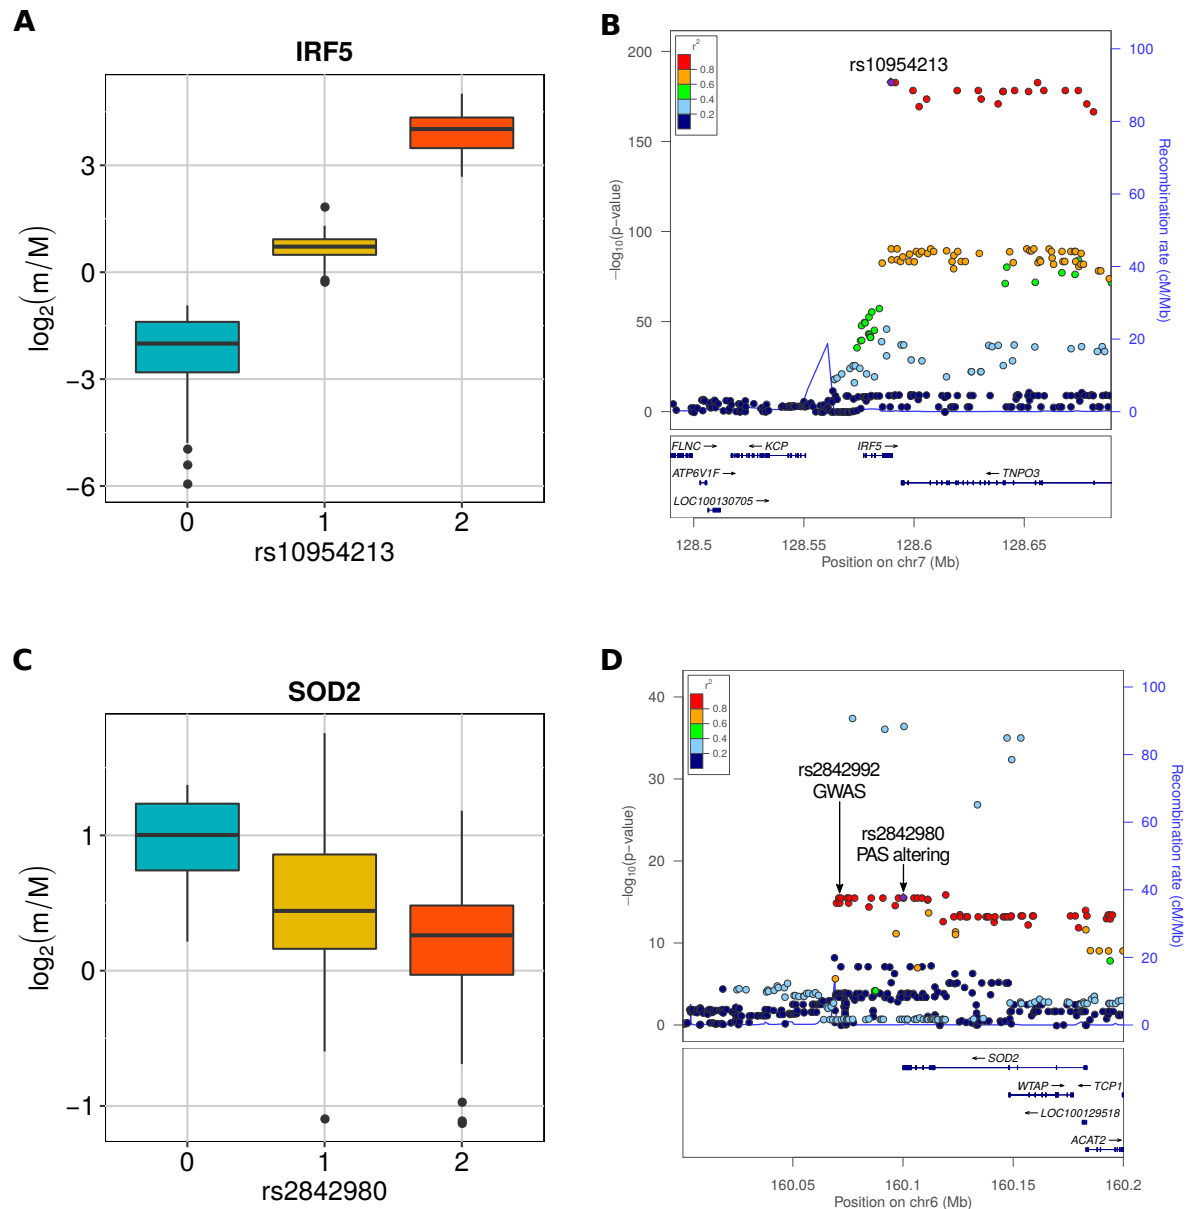 A
IRF5
log2(m/M)
3
0
−3
−6
0 1 2
rs10954213
B
r2
0.8
0.6
0.4
0.2
rs10954213
200
150
100
50
0
−log10(p-value)
100
80
60
40
20
0
Recombination rate (cM/Mb)
FLNC → ← KCP IRF5 →
ATP6V1F → ← TNPO3
LOC100130705 →
128.5 128.55 128.6 128.65
Position on chr7 (Mb)
C
SOD2
log2(m/M)
1
0
−1
0 1 2
rs2842980
D
r2
0.8
0.6
0.4
0.2
rs2842992
GWAS
rs2842980
PAS altering
40
30
20
10
0
−log10(p-value)
100
80
60
40
20
0
Recombination rate (cM/Mb)
← SOD2
WTAP → ← TCP1
← LOC100129518
ACAT2 →
160.05 160.1 160.15 160.2
Position on chr6 (Mb)